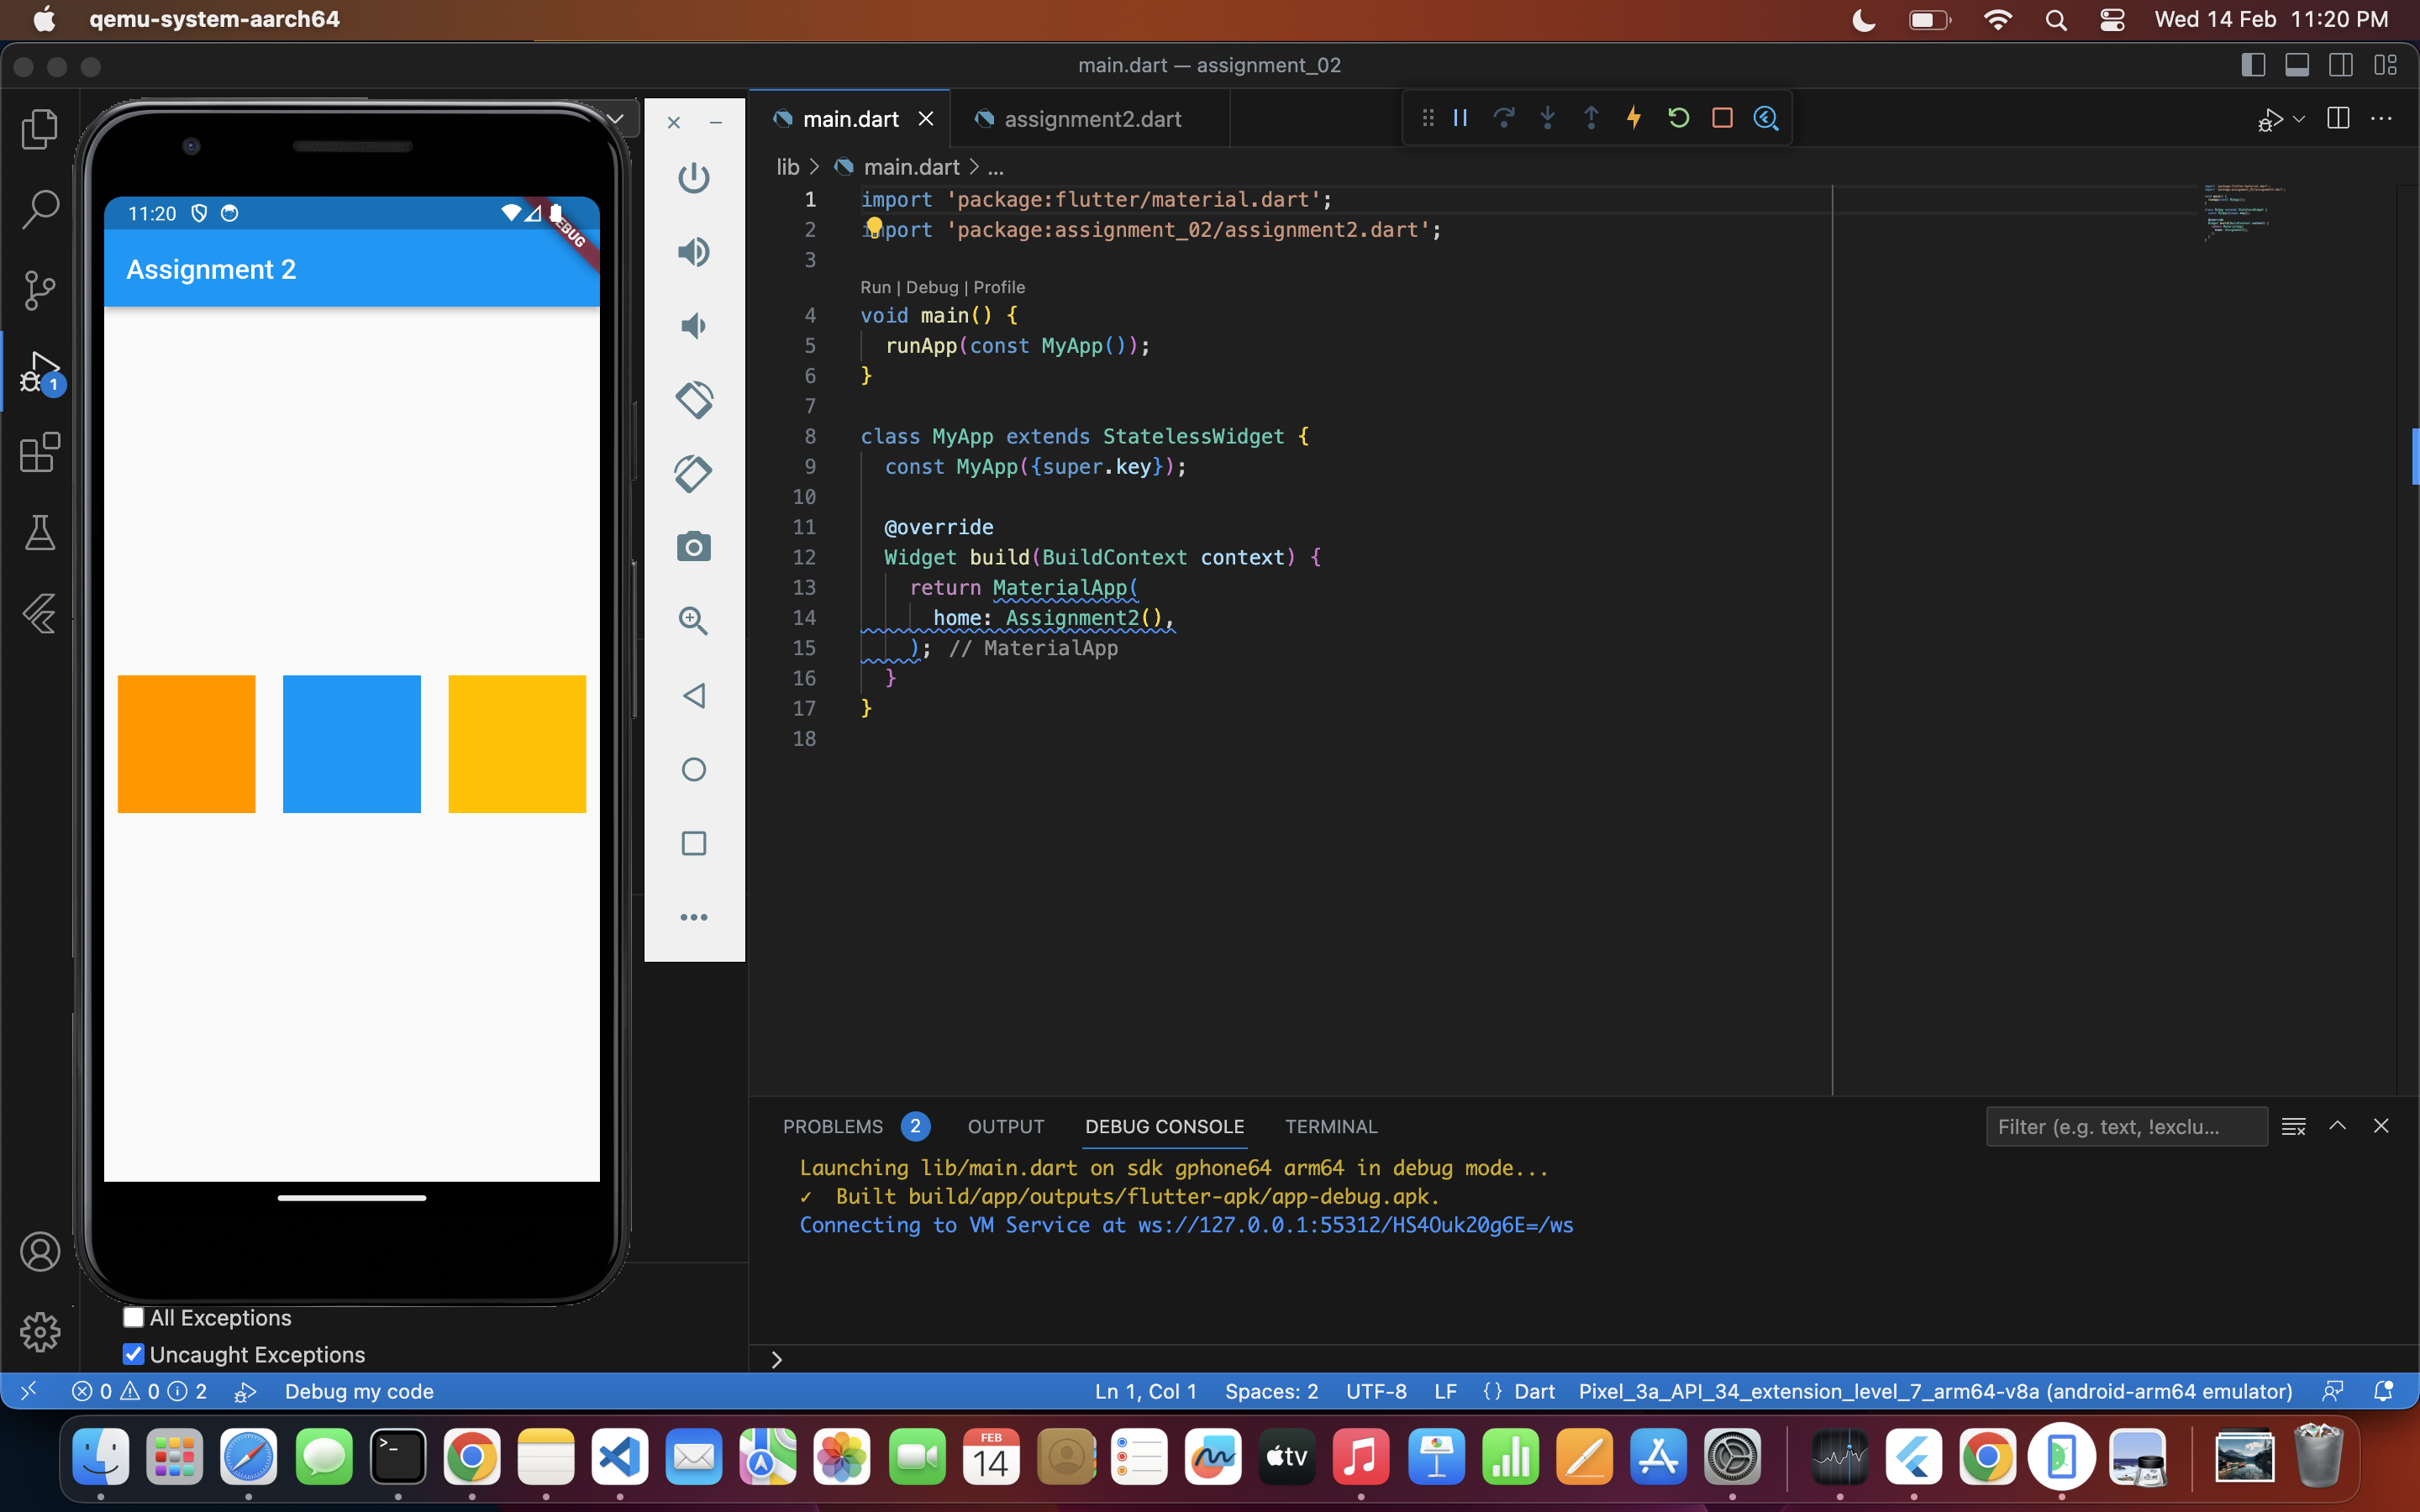 qemu-system-aarch64
Wed 14 Feb 11:20 PM
main.dart — assignment_02
11:20
DEBUG
Assignment 2
main.dart
assignment2.dart
lib > main.dart > ...
1 import 'package:flutter/material.dart';
2 import 'package:assignment_02/assignment2.dart';
3
Run | Debug | Profile
4 void main() {
5 runApp(const MyApp());
6 }
7
8 class MyApp extends StatelessWidget {
9 const MyApp({super.key});
10
11 @override
12 Widget build(BuildContext context) {
13 return MaterialApp(
14 home: Assignment2(),
15 ); // MaterialApp
16 }
17 }
18
1
PROBLEMS 2 OUTPUT DEBUG CONSOLE TERMINAL
Filter (e.g. text, !exclu...
Launching lib/main.dart on sdk gphone64 arm64 in debug mode...
✓ Built build/app/outputs/flutter-apk/app-debug.apk.
Connecting to VM Service at ws://127.0.0.1:55312/HS4Ouk20g6E=/ws
>
All Exceptions
Uncaught Exceptions
0 0 2 Debug my code
Ln 1, Col 1 Spaces: 2 UTF-8 LF {} Dart Pixel_3a_API_34_extension_level_7_arm64-v8a (android-arm64 emulator)
FEB
14
tv